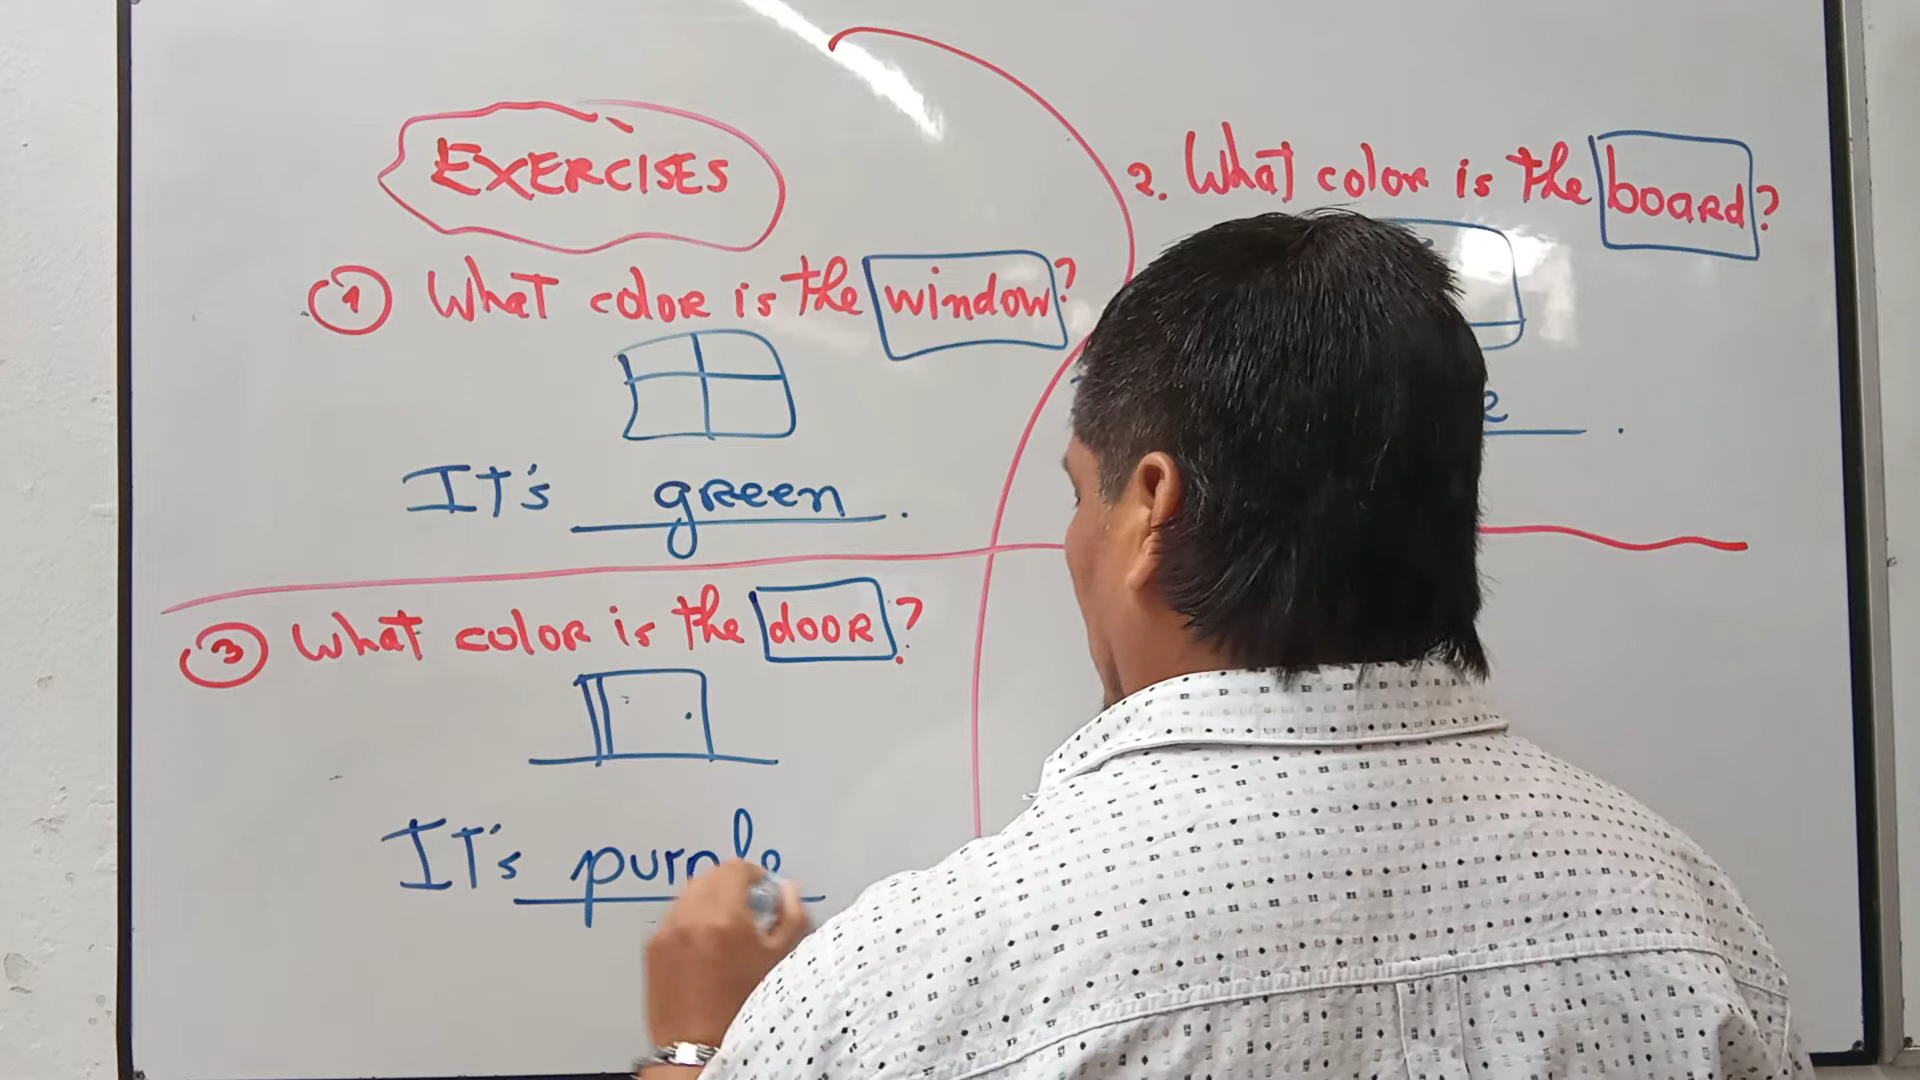 EXERCISES
1 What color is the window?
It's green.
2. What color is the board?
3 What color is the door?
It's purple